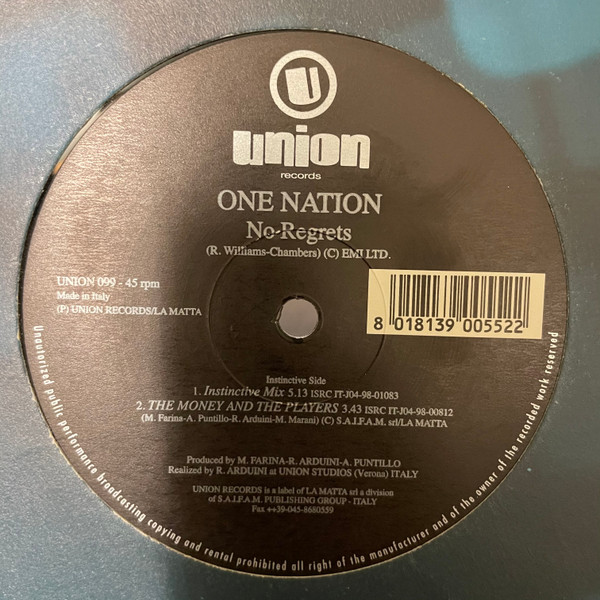 U
union
records
ONE NATION
No Regrets
(R. Williams-Chambers) (C) EMI LTD.
UNION 099 - 45 rpm
Made in Italy
(P) UNION RECORDS/LA MATTA
8 018139 005522
Instinctive Side
1. Instinctive Mix 5.13 ISRC IT-J04-98-01083
2. THE MONEY AND THE PLAYERS 3.43 ISRC IT-J04-98-00812
(M. Farina-A. Puntillo-R. Arduini-M. Marani) (C) S.A.I.F.A.M. srl/LA MATTA
Produced by M. FARINA-R. ARDUINI-A. PUNTILLO
Realized by R. ARDUINI at UNION STUDIOS (Verona) ITALY
UNION RECORDS is a label of LA MATTA srl a division
of S.A.I.F.A.M. PUBLISHING GROUP - ITALY
Fax ++39-045-8680559
Unauthorized public performance broadcasting copying and rental prohibited all right of the manufacturer and of the owner of the recorded work reserved